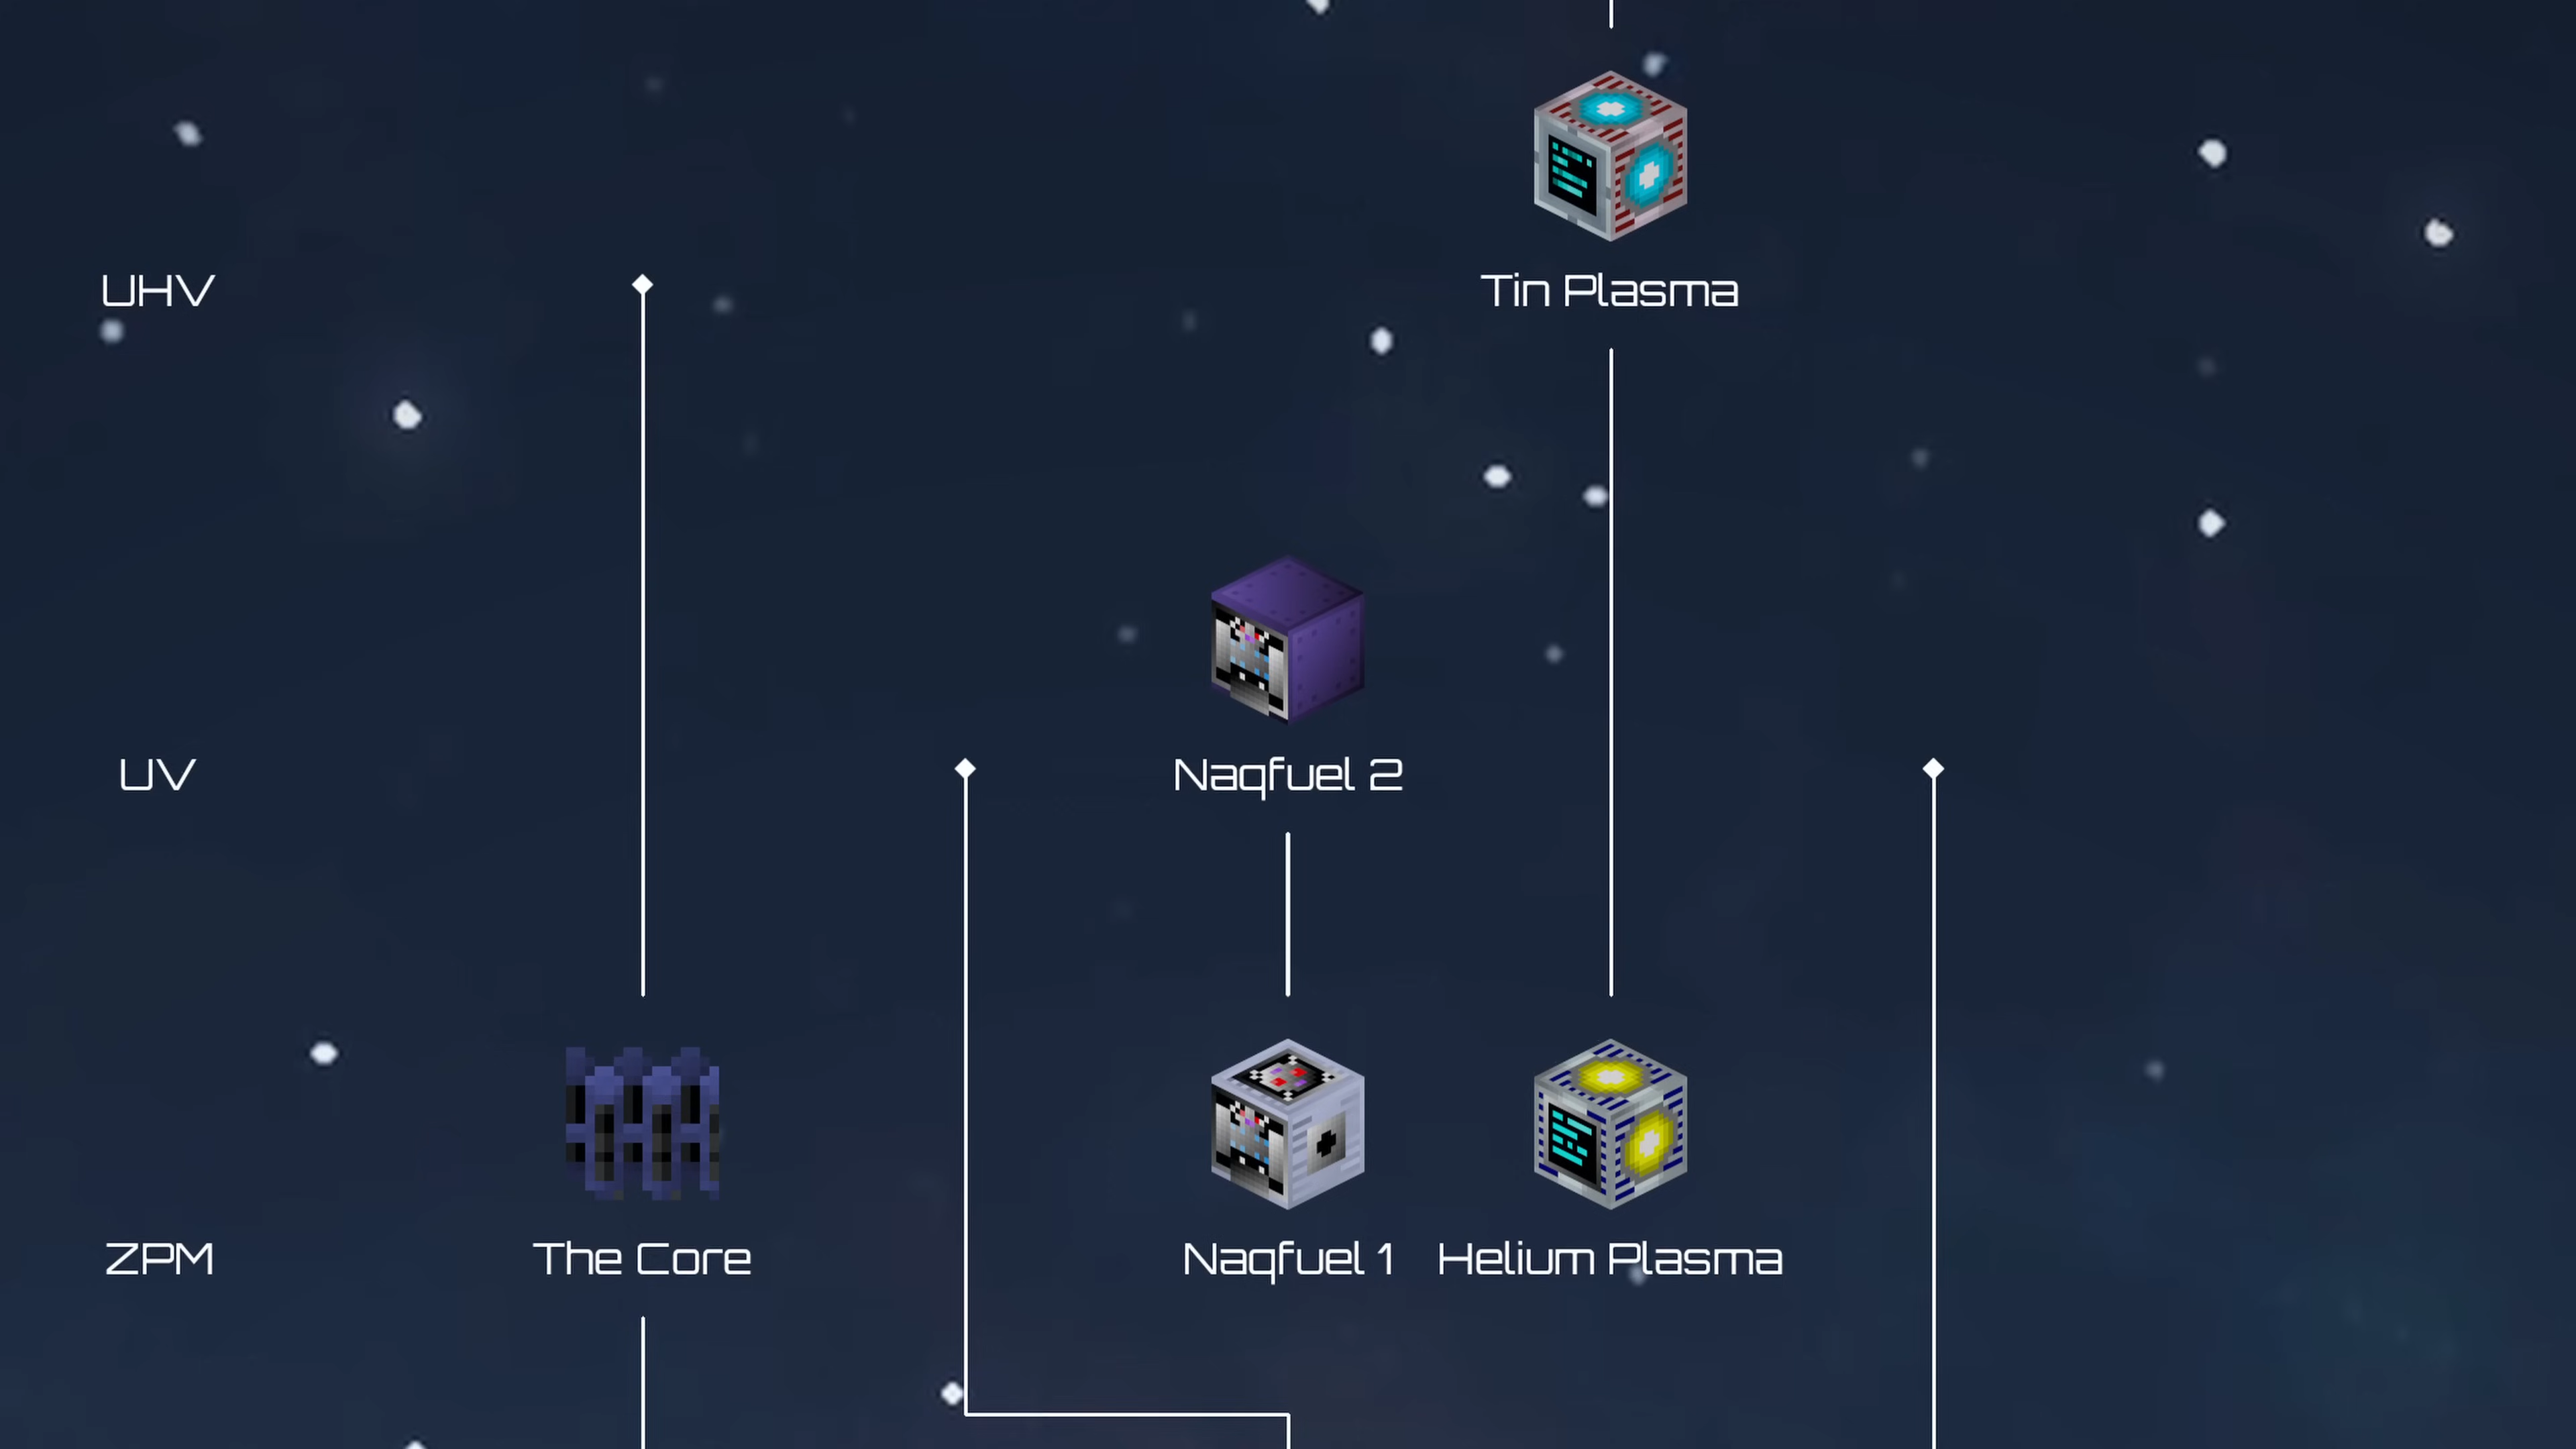 UHV
Tin Plasma
UV
Naqfuel 2
ZPM
The Core
Naqfuel 1
Helium Plasma